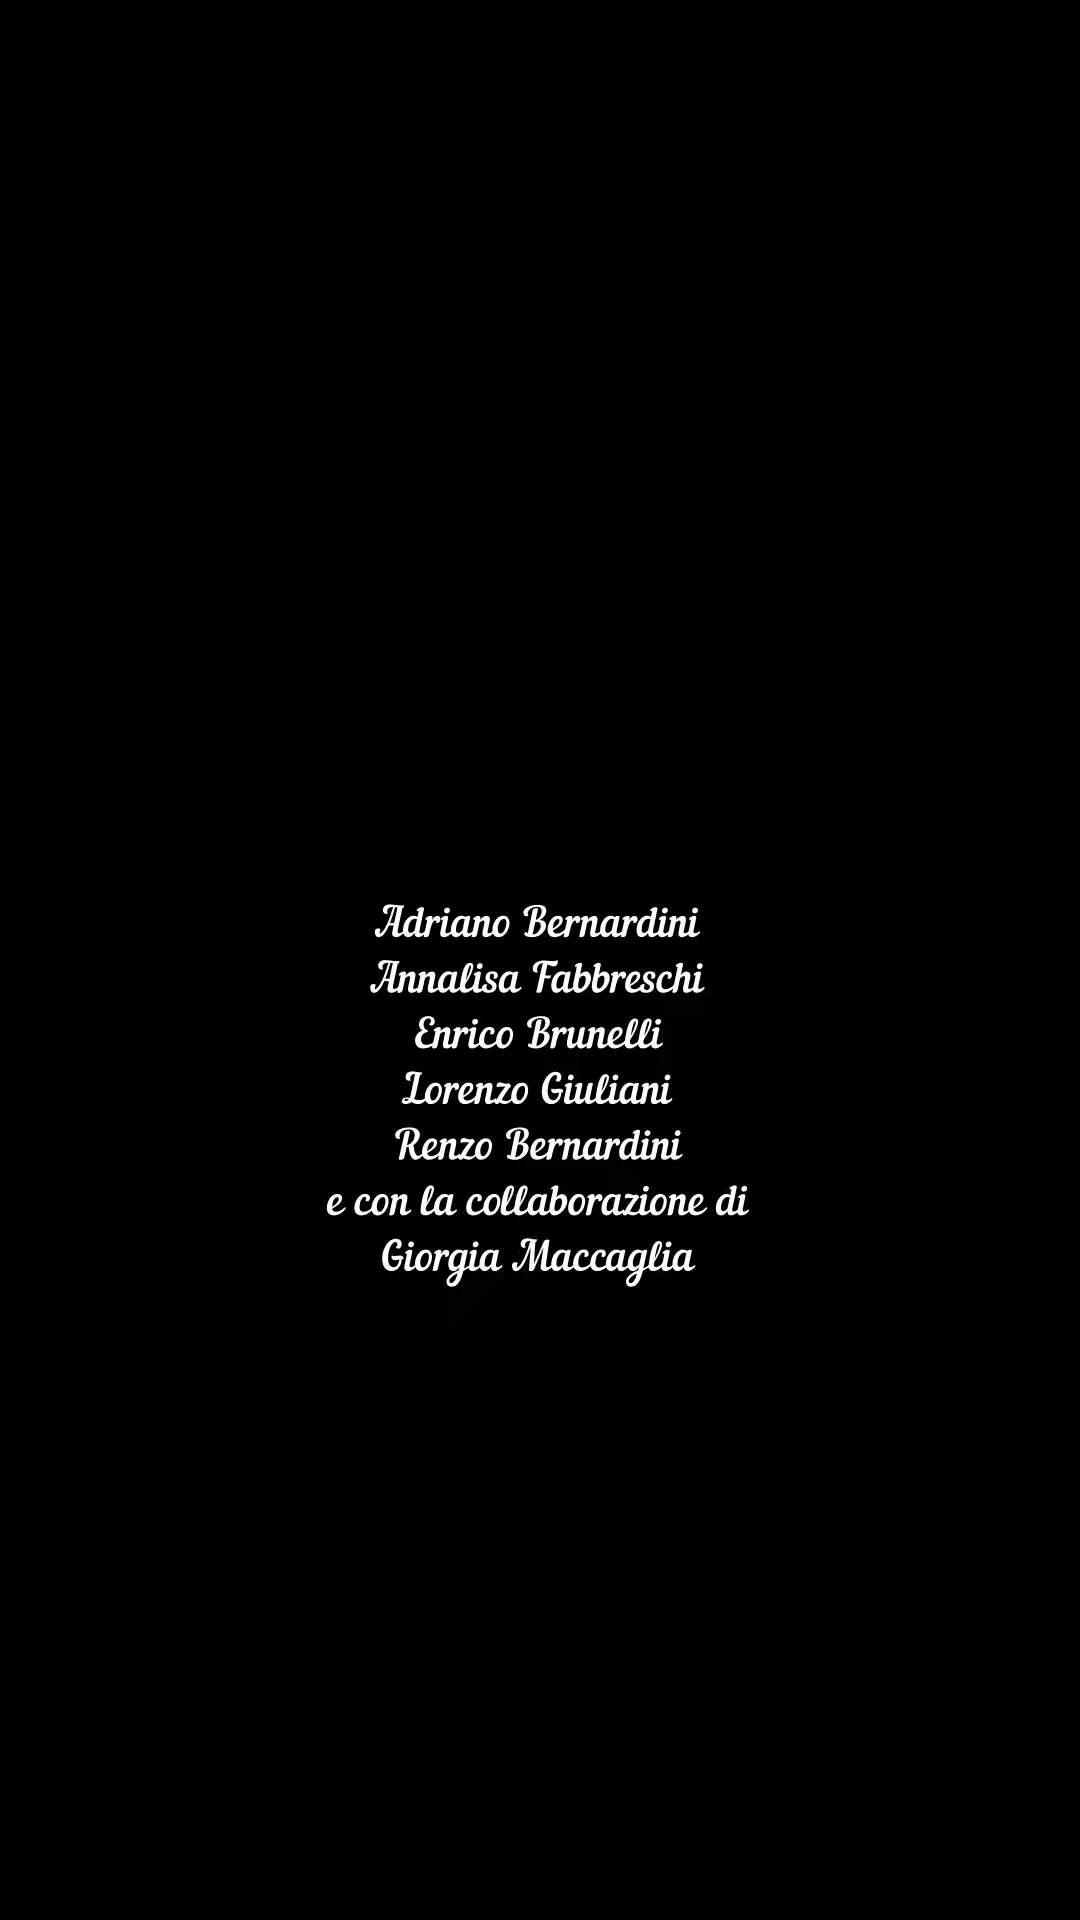 Adriano Bernardini
Annalisa Fabbreschi
Enrico Brunelli
Lorenzo Giuliani
Renzo Bernardini
e con la collaborazione di
Giorgia Maccaglia